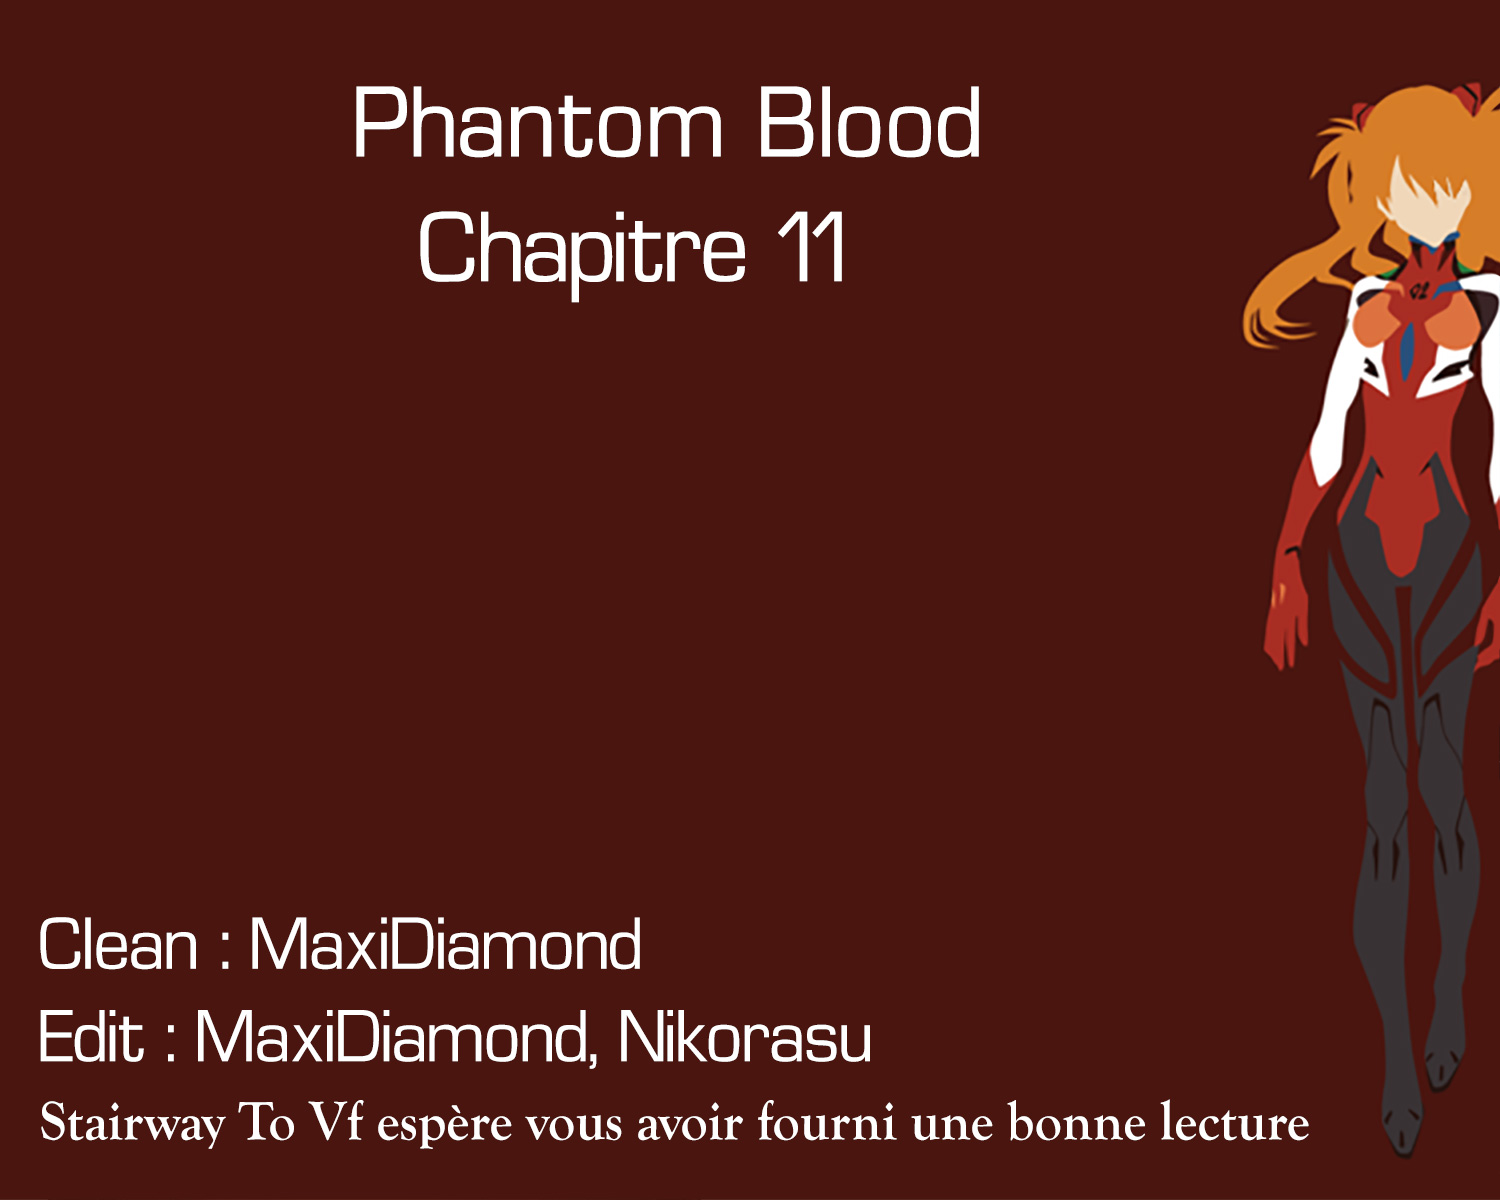 Phantom Blood
Chapitre 11
02
Clean : MaxiDiamond
Edit : MaxiDiamond, Nikorasu
Stairway To Vf espère vous avoir fourni une bonne lecture